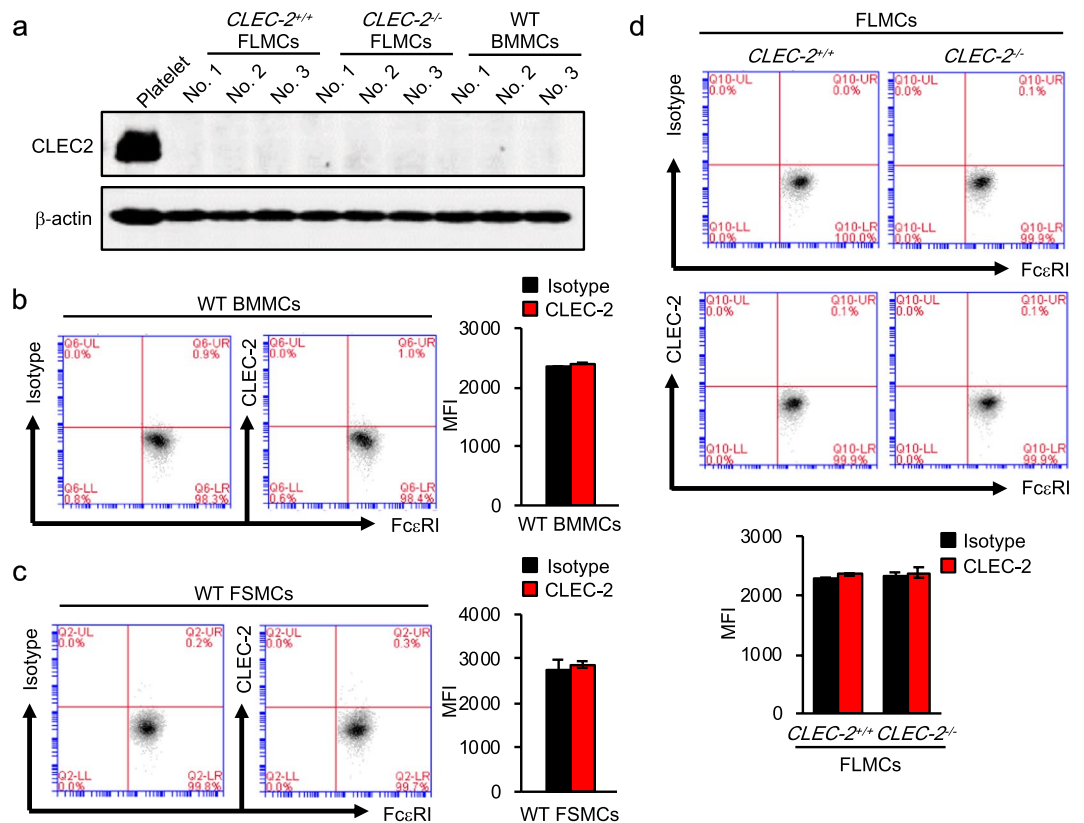 a
CLEC-2+/+
FLMCs
CLEC-2-/-
FLMCs
WT
BMMCs
Platelet
No. 1
No. 2
No. 3
No. 1
No. 2
No. 3
No. 1
No. 2
No. 3
CLEC2
β-actin
b
WT BMMCs
Isotype
Q6-UL
0.0%
Q6-UR
0.9%
Q6-LL
0.8%
Q6-LR
98.3%
CLEC-2
Q6-UL
0.0%
Q6-UR
1.0%
Q6-LL
0.6%
Q6-LR
98.4%
FcεRI
Isotype
CLEC-2
MFI
3000
2000
1000
0
WT BMMCs
c
WT FSMCs
Isotype
Q2-UL
0.0%
Q2-UR
0.2%
Q2-LL
0.0%
Q2-LR
99.8%
CLEC-2
Q2-UL
0.0%
Q2-UR
0.3%
Q2-LL
0.0%
Q2-LR
99.7%
FcεRI
Isotype
CLEC-2
MFI
4000
3000
2000
1000
0
WT FSMCs
d
FLMCs
CLEC-2+/+
CLEC-2-/-
Isotype
Q10-UL
0.0%
Q10-UR
0.0%
Q10-LL
0.0%
Q10-LR
100.0%
Q10-UL
0.0%
Q10-UR
0.1%
Q10-LL
0.0%
Q10-LR
99.9%
FcεRI
CLEC-2
Q10-UL
0.0%
Q10-UR
0.1%
Q10-LL
0.0%
Q10-LR
99.9%
Q10-UL
0.0%
Q10-UR
0.1%
Q10-LL
0.0%
Q10-LR
99.9%
FcεRI
Isotype
CLEC-2
MFI
3000
2000
1000
0
CLEC-2+/+
CLEC-2-/-
FLMCs